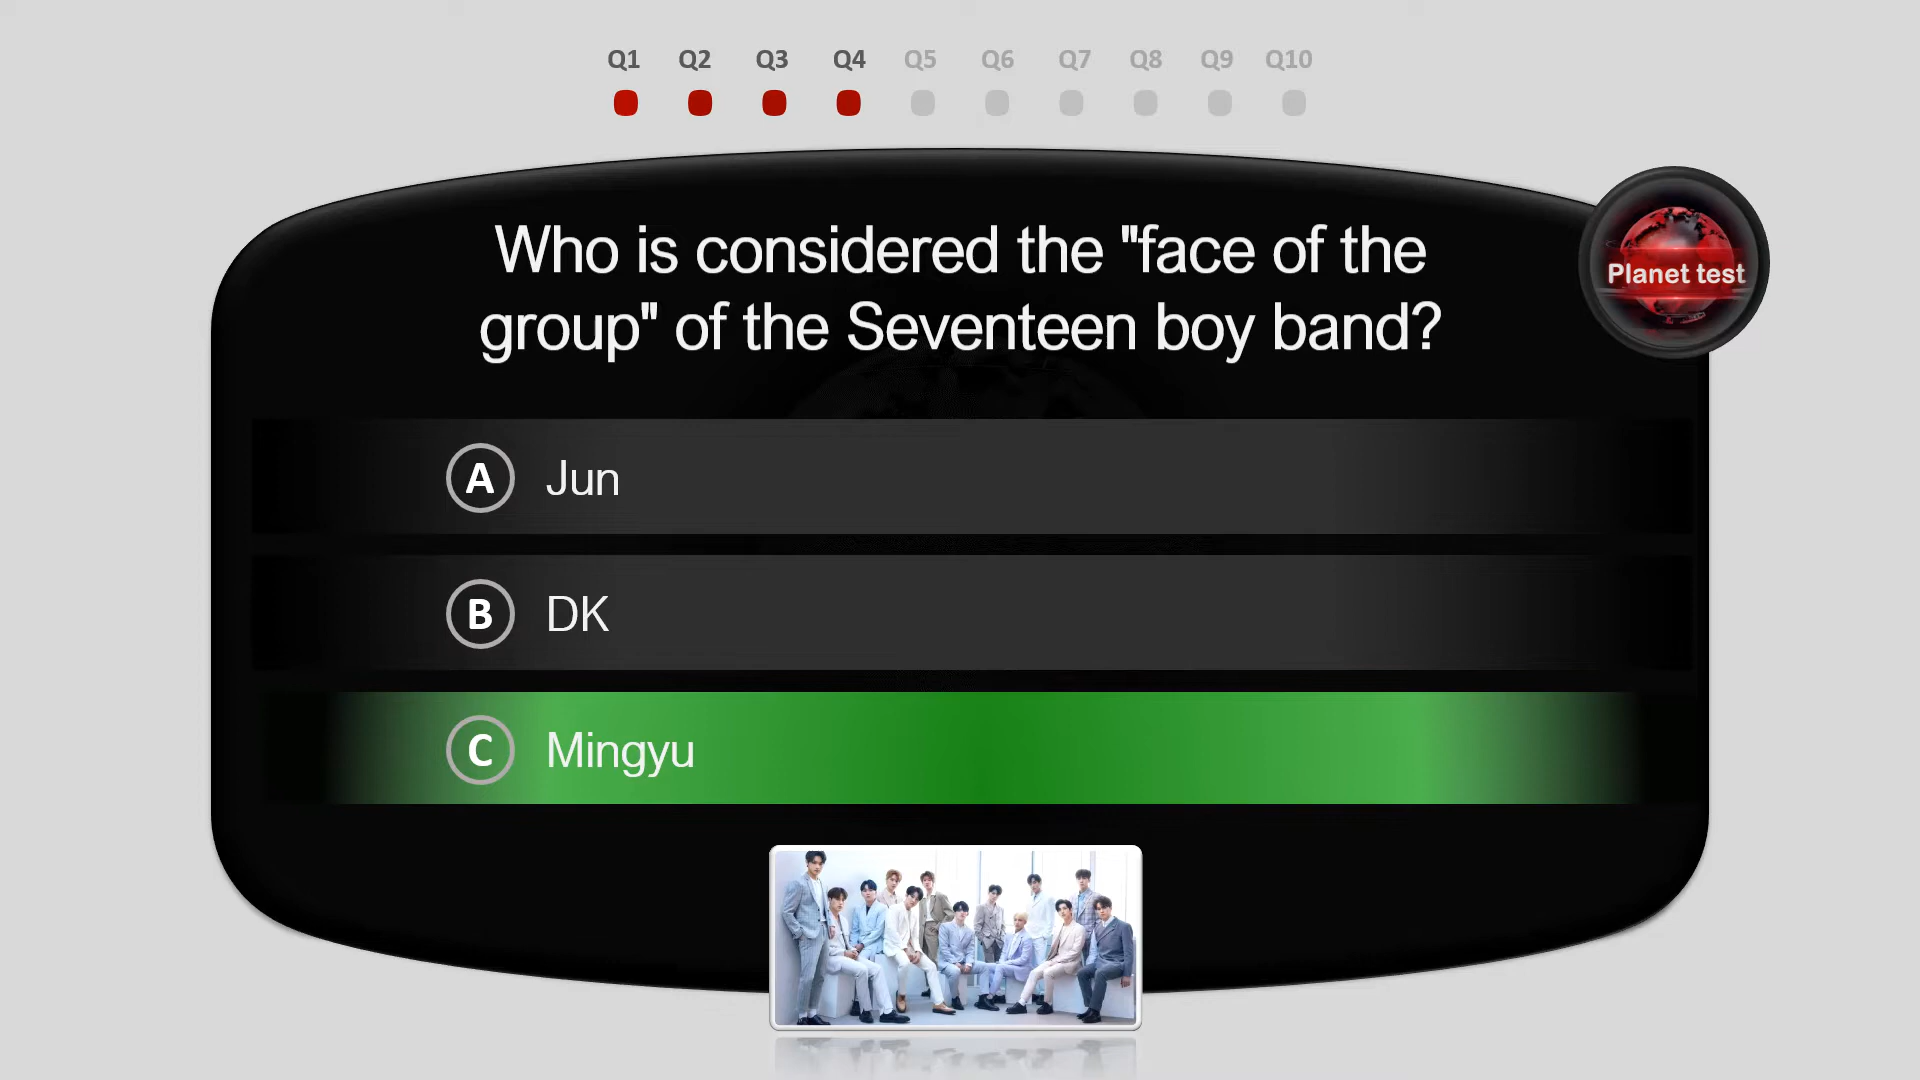 Q1 Q2 Q3 Q4 Q5 Q6 Q7 Q8 Q9 Q10
Planet test
Who is considered the "face of the
group" of the Seventeen boy band?
A Jun
B DK
C Mingyu